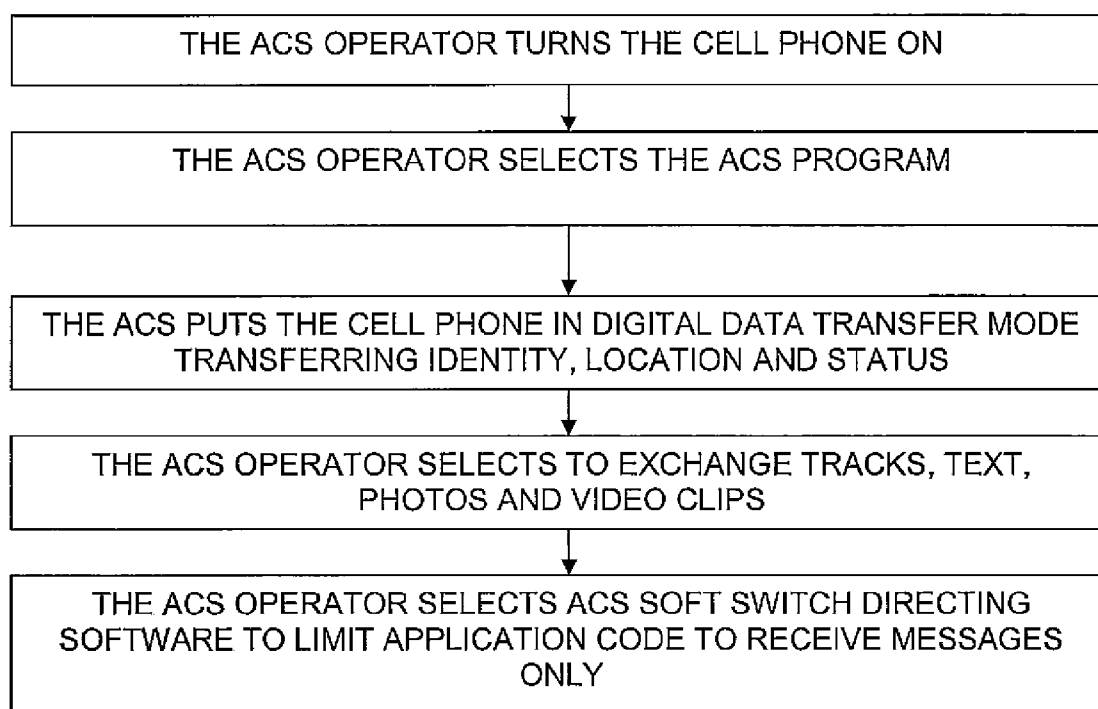 THE ACS OPERATOR TURNS THE CELL PHONE ON
THE ACS OPERATOR SELECTS THE ACS PROGRAM
THE ACS PUTS THE CELL PHONE IN DIGITAL DATA TRANSFER MODE
TRANSFERRING IDENTITY, LOCATION AND STATUS
THE ACS OPERATOR SELECTS TO EXCHANGE TRACKS, TEXT,
PHOTOS AND VIDEO CLIPS
THE ACS OPERATOR SELECTS ACS SOFT SWITCH DIRECTING
SOFTWARE TO LIMIT APPLICATION CODE TO RECEIVE MESSAGES
ONLY